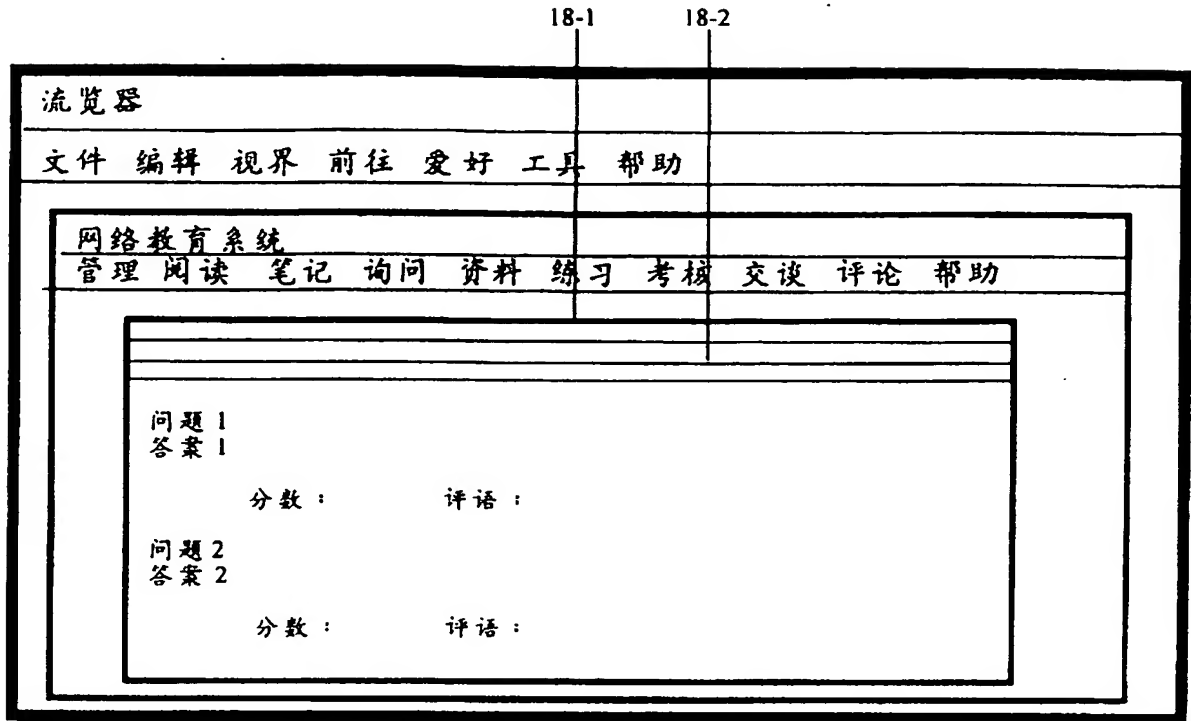 18-1 18-2
流览器
文件 编辑 视界 前往 爱好 工具 帮助
网络教育系统
管理 阅读 笔记 询问 资料 练习 考核 交谈 评论 帮助
问题 1
答案 1
分数： 评语：
问题 2
答案 2
分数： 评语：